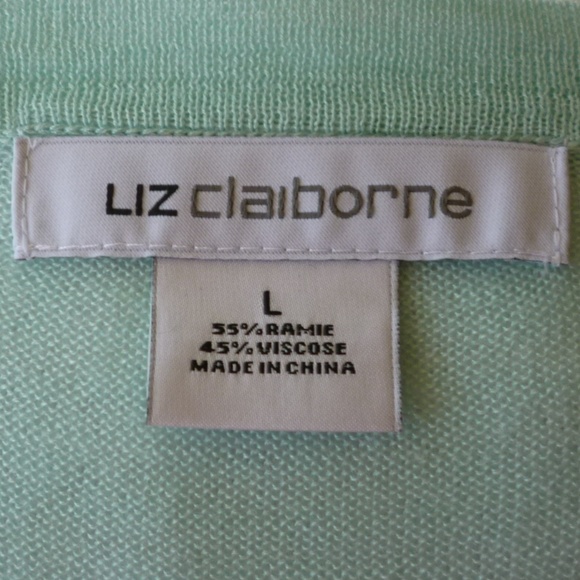 LIZ claiborne
L
55% RAMIE
45% VISCOSE
MADE IN CHINA